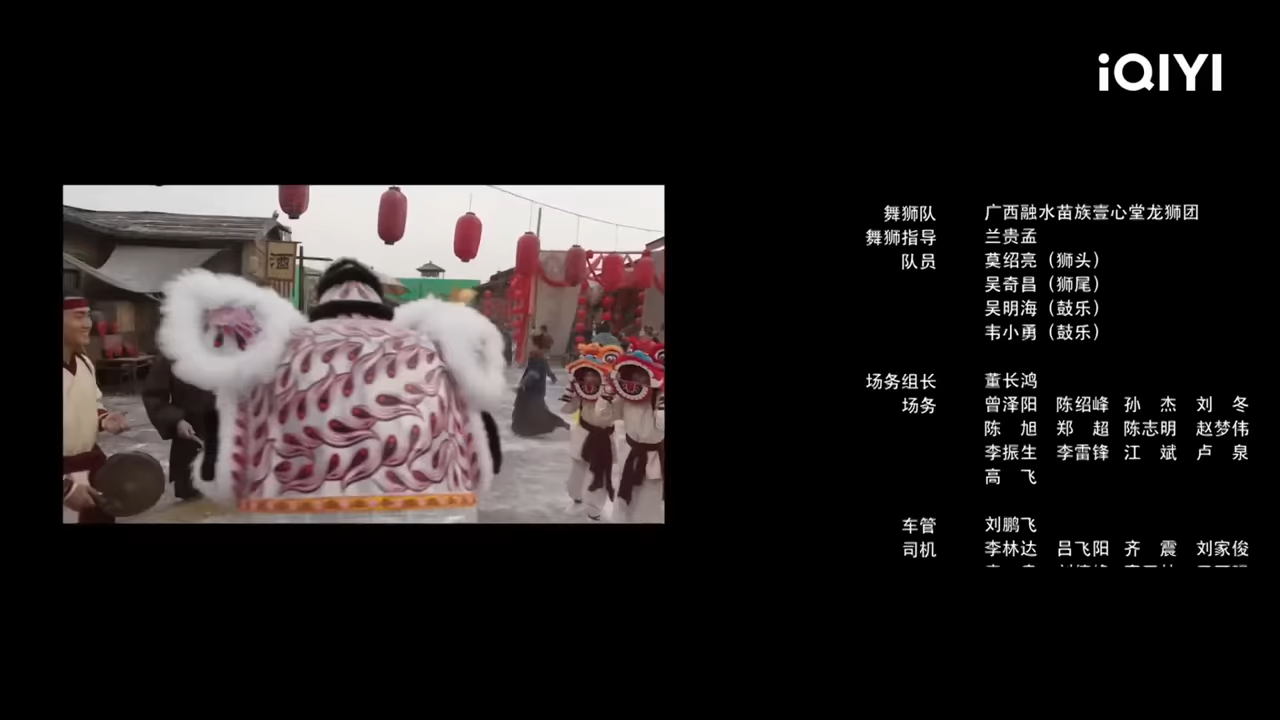 iQIYI
酒
舞狮队 广西融水苗族壹心堂龙狮团
舞狮指导 兰贵孟
队员 莫绍亮（狮头）
吴奇昌（狮尾）
吴明海（鼓乐）
韦小勇（鼓乐）
场务组长 董长鸿
场务 曾泽阳 陈绍峰 孙 杰 刘 冬
陈 旭 郑 超 陈志明 赵梦伟
李振生 李雷锋 江 斌 卢 泉
高 飞
车管 刘鹏飞
司机 李林达 吕飞阳 齐 震 刘家俊